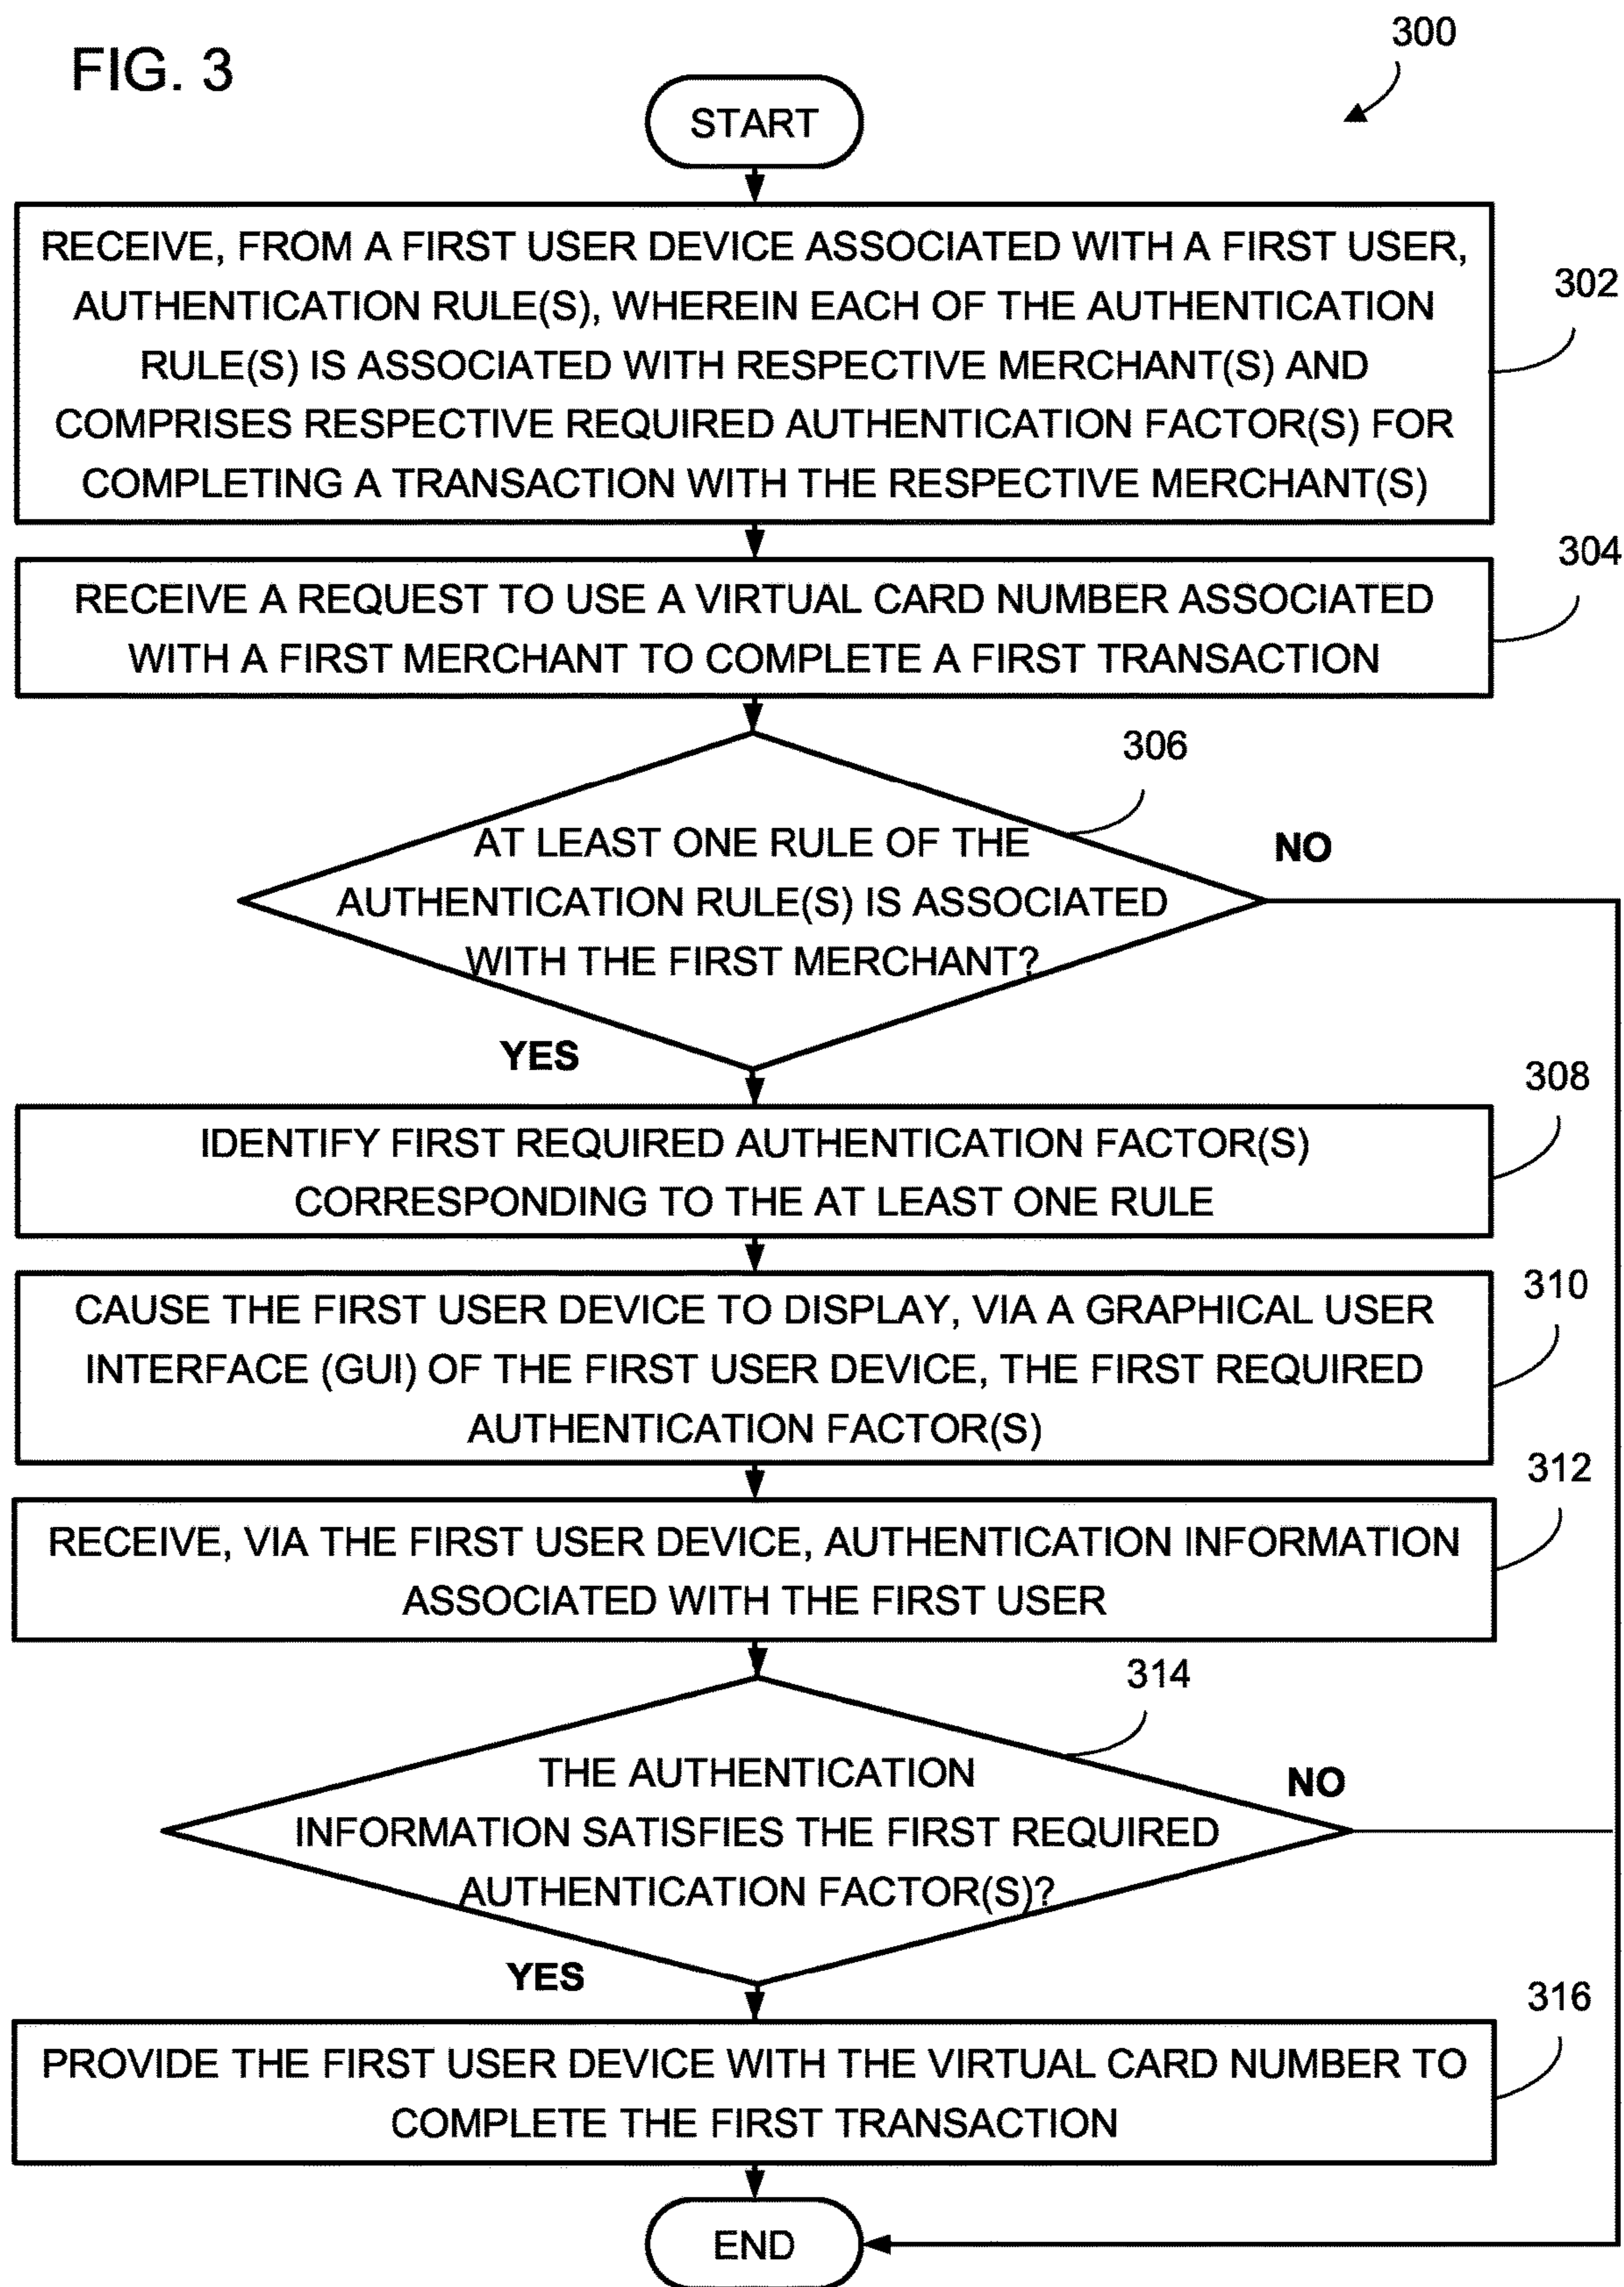 FIG. 3
300
START
RECEIVE, FROM A FIRST USER DEVICE ASSOCIATED WITH A FIRST USER,
AUTHENTICATION RULE(S), WHEREIN EACH OF THE AUTHENTICATION
RULE(S) IS ASSOCIATED WITH RESPECTIVE MERCHANT(S) AND
COMPRISES RESPECTIVE REQUIRED AUTHENTICATION FACTOR(S) FOR
COMPLETING A TRANSACTION WITH THE RESPECTIVE MERCHANT(S)
302
RECEIVE A REQUEST TO USE A VIRTUAL CARD NUMBER ASSOCIATED
WITH A FIRST MERCHANT TO COMPLETE A FIRST TRANSACTION
304
306
AT LEAST ONE RULE OF THE
AUTHENTICATION RULE(S) IS ASSOCIATED
WITH THE FIRST MERCHANT?
NO
YES
IDENTIFY FIRST REQUIRED AUTHENTICATION FACTOR(S)
CORRESPONDING TO THE AT LEAST ONE RULE
308
CAUSE THE FIRST USER DEVICE TO DISPLAY, VIA A GRAPHICAL USER
INTERFACE (GUI) OF THE FIRST USER DEVICE, THE FIRST REQUIRED
AUTHENTICATION FACTOR(S)
310
RECEIVE, VIA THE FIRST USER DEVICE, AUTHENTICATION INFORMATION
ASSOCIATED WITH THE FIRST USER
312
314
THE AUTHENTICATION
INFORMATION SATISFIES THE FIRST REQUIRED
AUTHENTICATION FACTOR(S)?
NO
YES
PROVIDE THE FIRST USER DEVICE WITH THE VIRTUAL CARD NUMBER TO
COMPLETE THE FIRST TRANSACTION
316
END